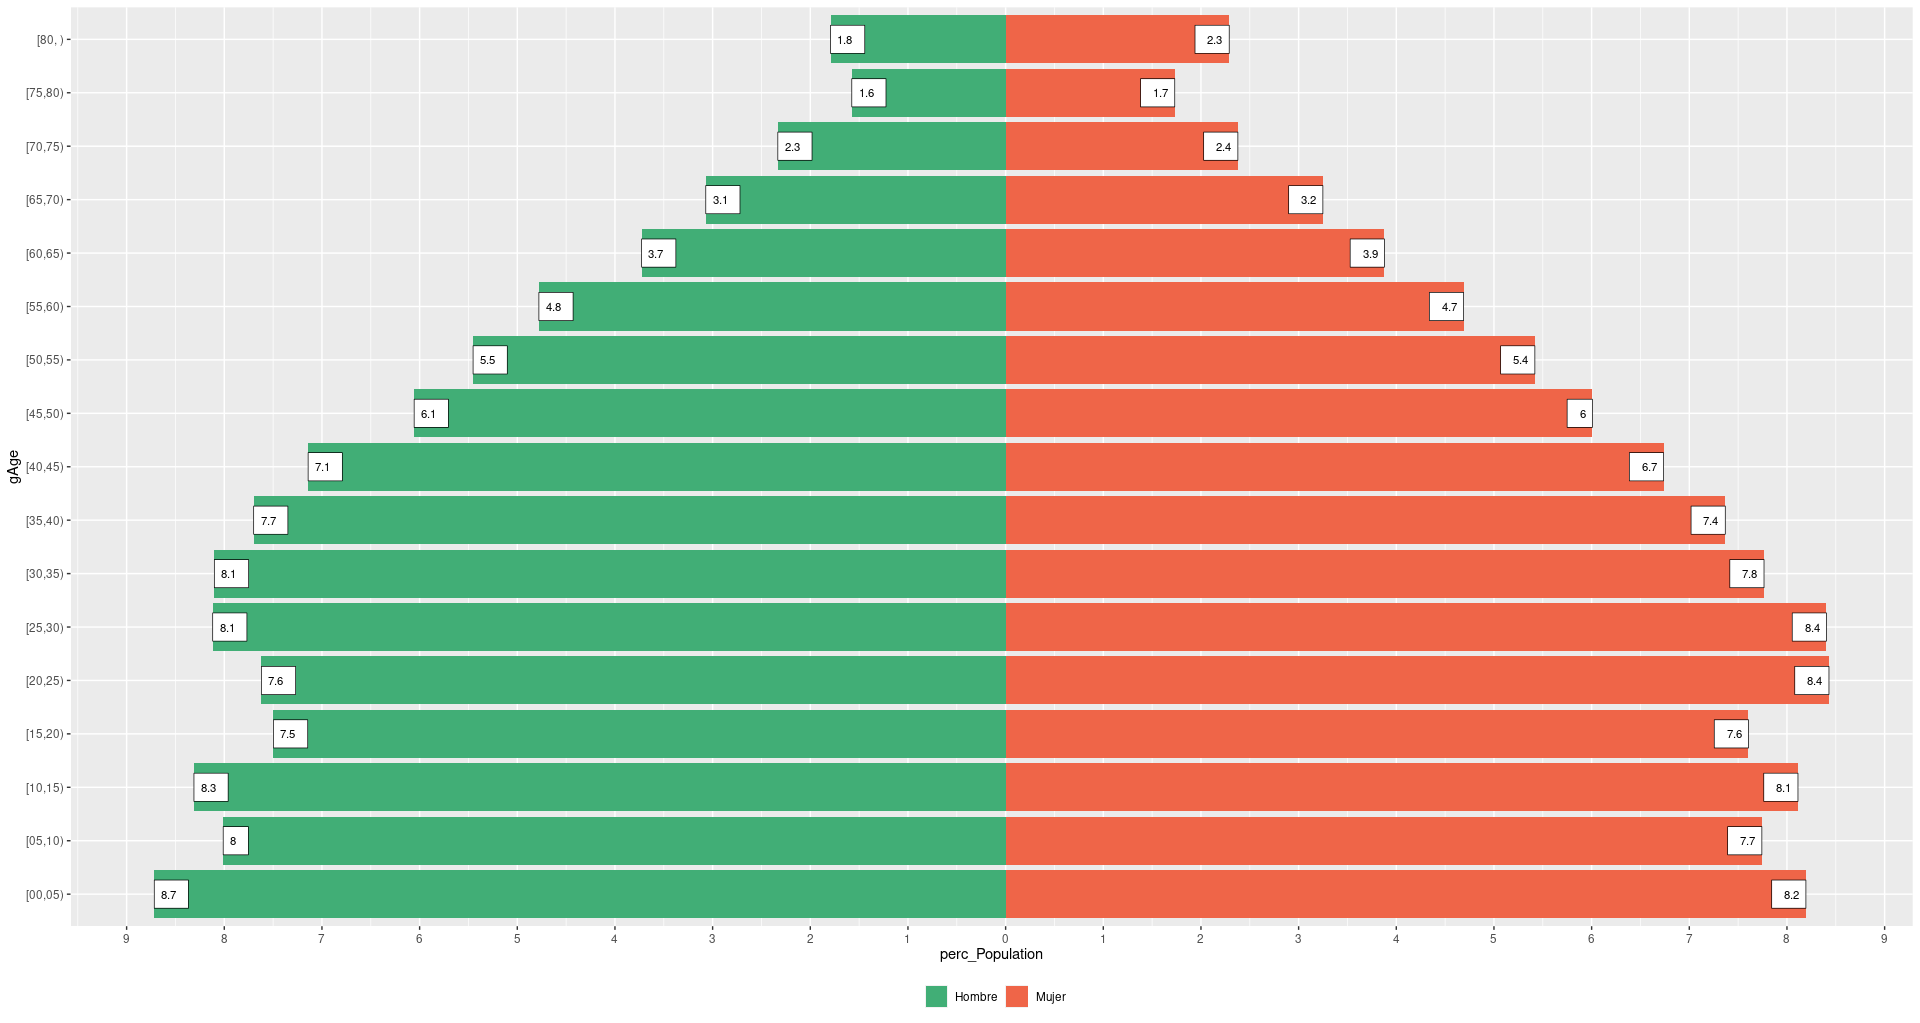 [80, ) 1.8 2.3
[75,80) 1.6 1.7
[70,75) 2.3 2.4
[65,70) 3.1 3.2
[60,65) 3.7 3.9
[55,60) 4.8 4.7
[50,55) 5.5 5.4
[45,50) 6.1 6
[40,45) 7.1 6.7
gAge
[35,40) 7.7 7.4
[30,35) 8.1 7.8
[25,30) 8.1 8.4
[20,25) 7.6 8.4
[15,20) 7.5 7.6
[10,15) 8.3 8.1
[05,10) 8 7.7
[00,05) 8.7 8.2
9 8 7 6 5 4 3 2 1 0 1 2 3 4 5 6 7 8 9
perc_Population
Hombre Mujer